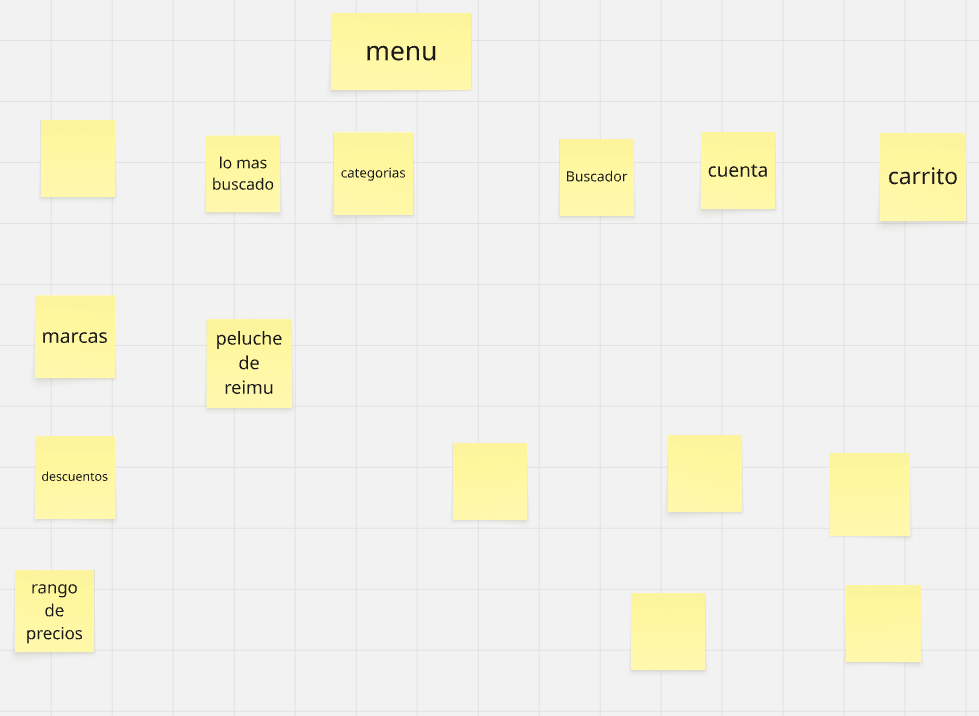 menu
lo mas
buscado
categorias
Buscador
cuenta
carrito
marcas
peluche
de
reimu
descuentos
rango
de
precios